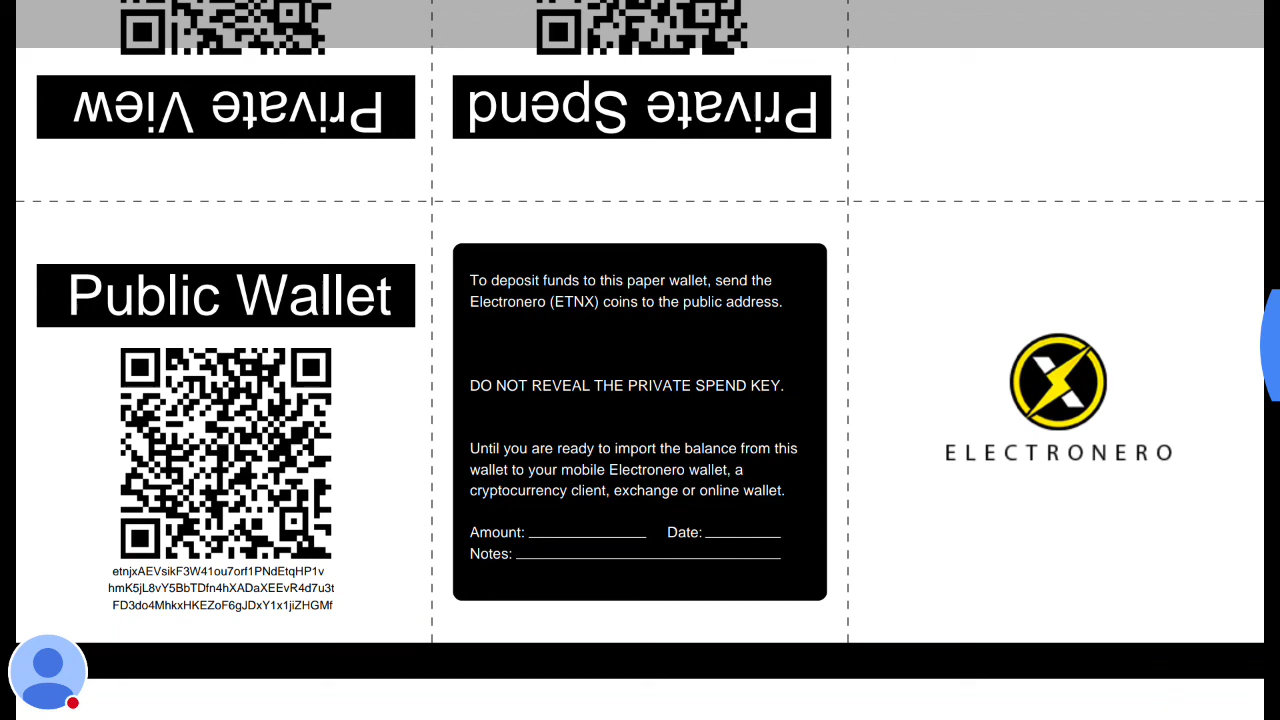 Private View
Private Spend
Public Wallet
etnjxAEVsikF3W41ou7orf1PNdEtqHP1v
hmK5jL8vY5BbTDfn4hXADaXEEvR4d7u3t
FD3do4MhkxHKEZoF6gJDxY1x1jiZHGMf
To deposit funds to this paper wallet, send the
Electronero (ETNX) coins to the public address.
DO NOT REVEAL THE PRIVATE SPEND KEY.
Until you are ready to import the balance from this
wallet to your mobile Electronero wallet, a
cryptocurrency client, exchange or online wallet.
Amount: Date:
Notes:
ELECTRONERO